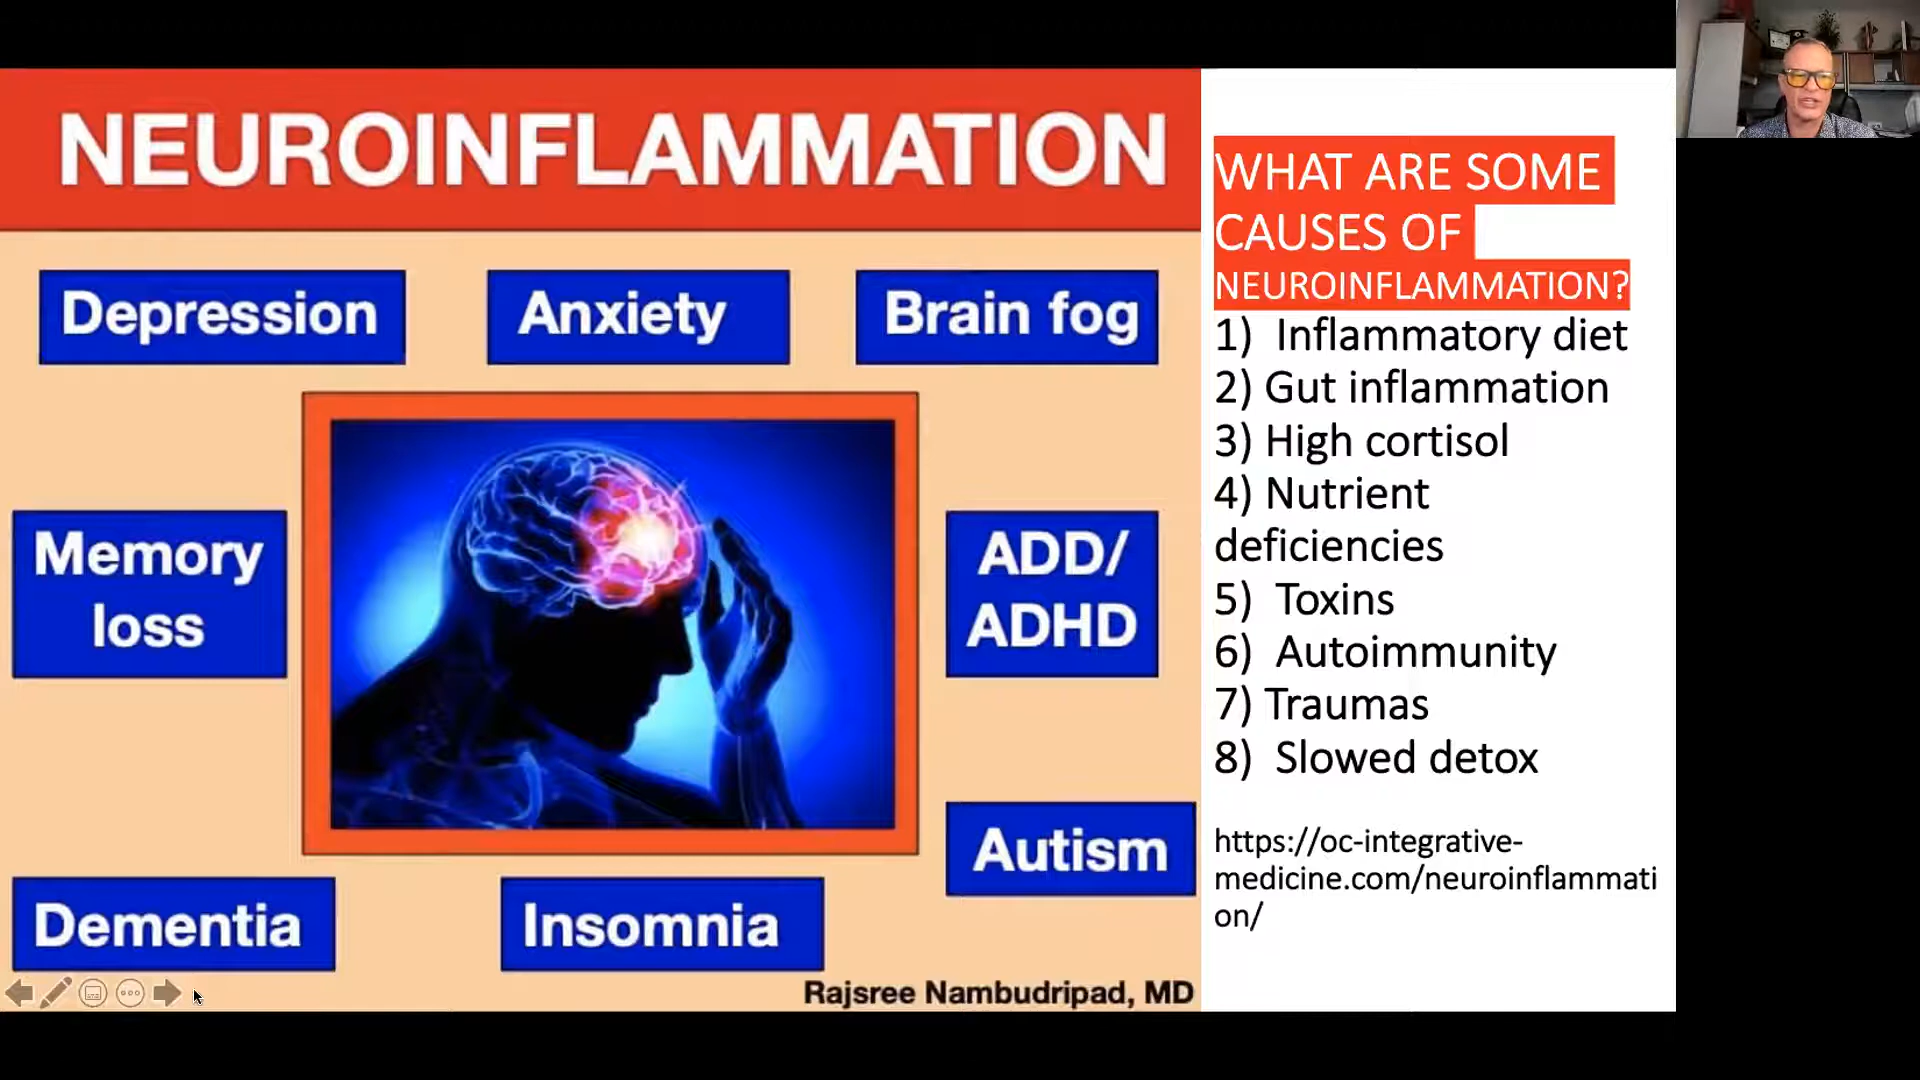 NEUROINFLAMMATION
Depression
Anxiety
Brain fog
Memory
loss
ADD/
ADHD
Autism
Dementia
Insomnia
Rajsree Nambudripad, MD
WHAT ARE SOME
CAUSES OF
NEUROINFLAMMATION?
1) Inflammatory diet
2) Gut inflammation
3) High cortisol
4) Nutrient
deficiencies
5) Toxins
6) Autoimmunity
7) Traumas
8) Slowed detox
https://oc-integrative-
medicine.com/neuroinflammati
on/